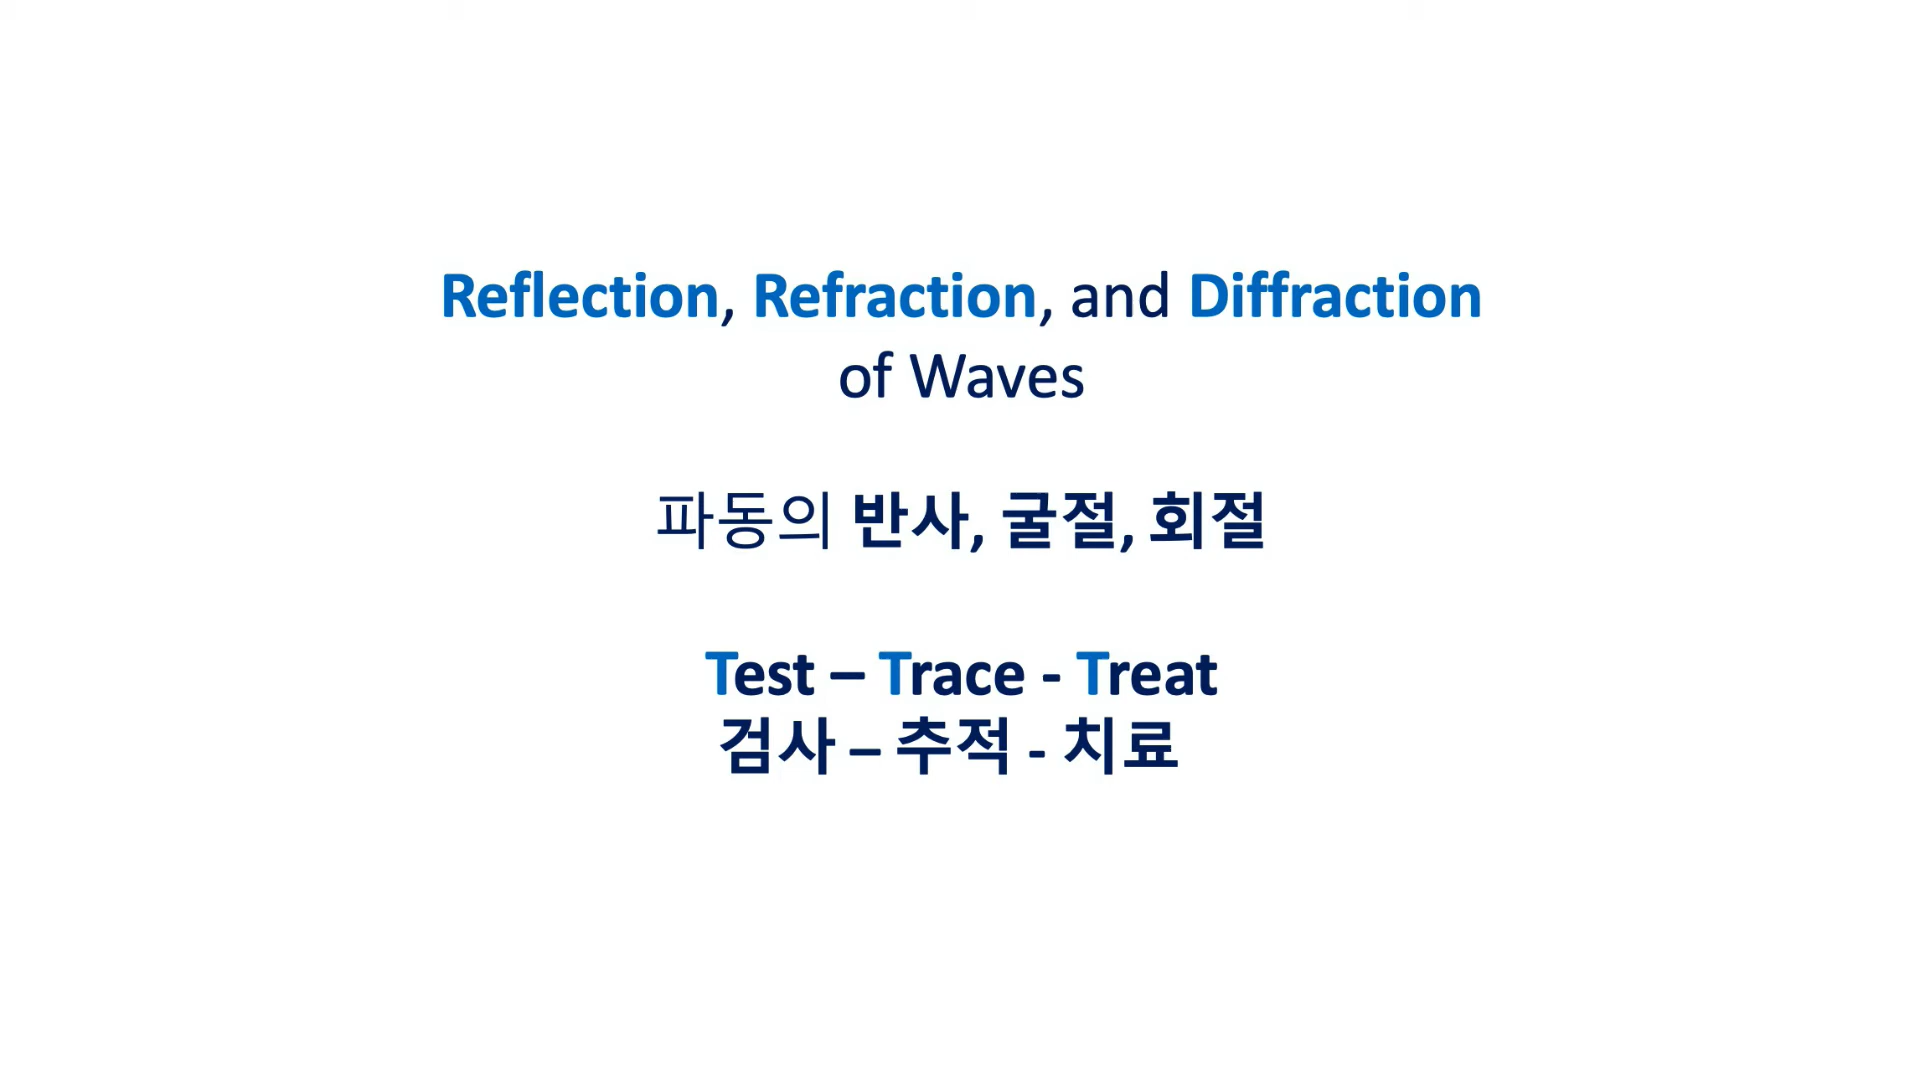 Reflection, Refraction, and Diffraction
of Waves
파동의 반사, 굴절, 회절
Test – Trace - Treat
검사 – 추적 - 치료